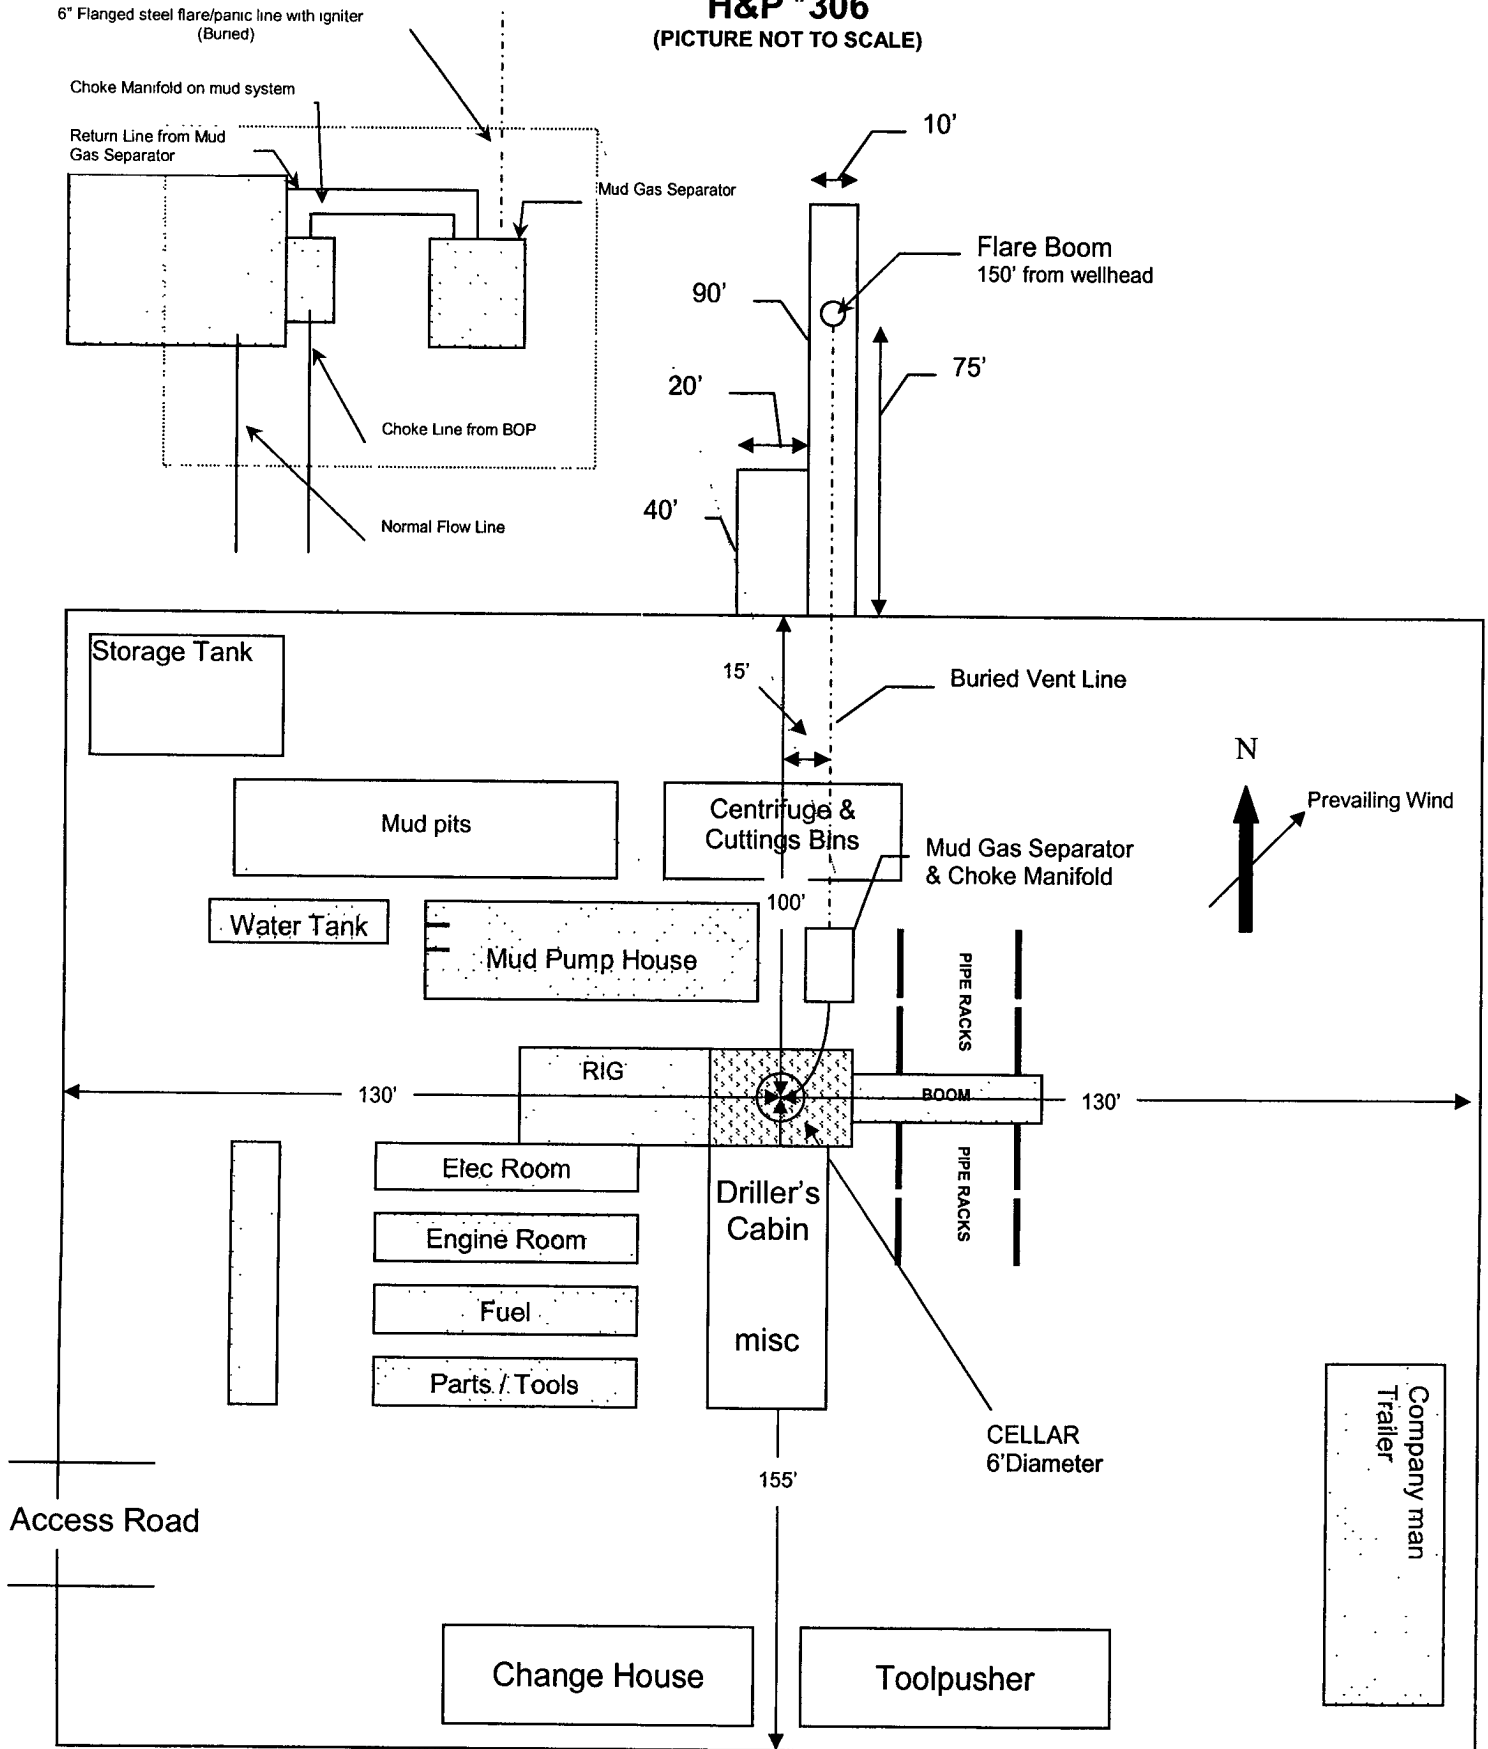 H&P "306
(PICTURE NOT TO SCALE)
6" Flanged steel flare/panic line with igniter
(Buried)
Choke Manifold on mud system
Return Line from Mud
Gas Separator
Mud Gas Separator
Choke Line from BOP
Normal Flow Line
10'
Flare Boom
150' from wellhead
90'
75'
20'
40'
Storage Tank
15'
Buried Vent Line
N
Prevailing Wind
Mud pits
Centrifuge &
Cuttings Bins
Mud Gas Separator
& Choke Manifold
100'
Water Tank
Mud Pump House
PIPE RACKS
RIG
130'
BOOM
130'
Elec Room
Driller's
Cabin
PIPE RACKS
Engine Room
Fuel
misc
Parts / Tools
CELLAR
6'Diameter
Company man
Trailer
155'
Access Road
Change House
Toolpusher